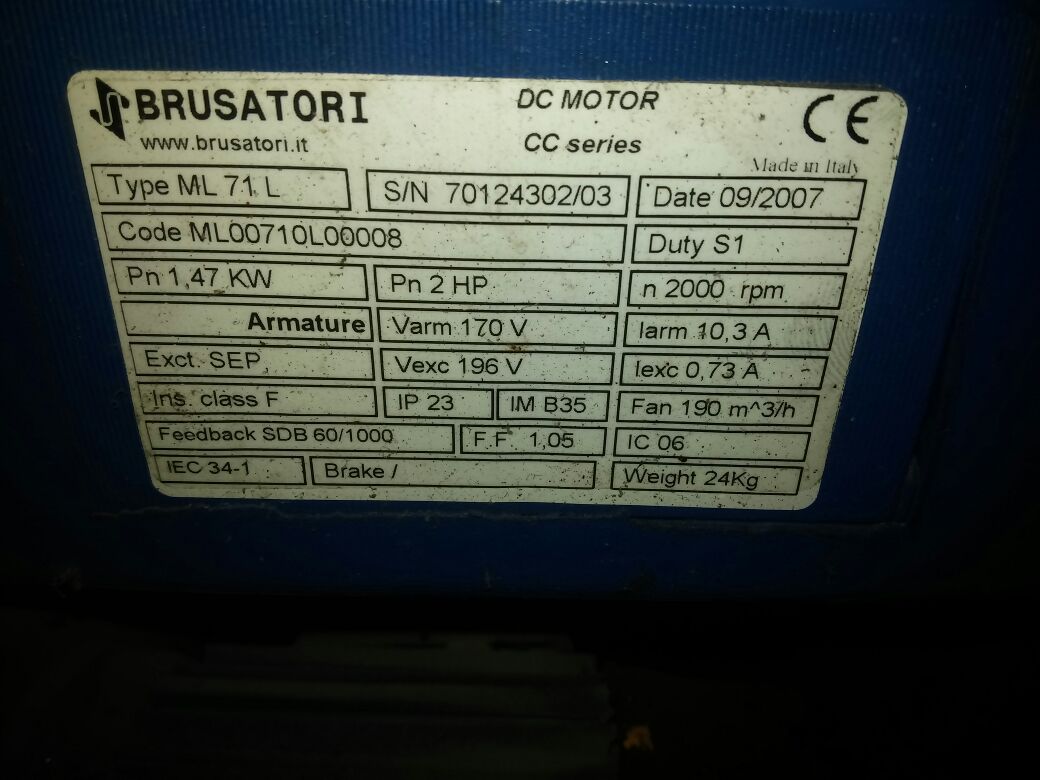 BRUSATORI DC MOTOR CE
www.brusatori.it CC series
Made in Italy
Type ML 71 L S/N 70124302/03 Date 09/2007
Code ML00710L00008 Duty S1
Pn 1,47 KW Pn 2 HP n 2000 rpm
Armature Varm 170 V Iarm 10,3 A
Exct. SEP Vexc 196 V Iexc 0,73 A
Ins. class F IP 23 IM B35 Fan 190 m^3/h
Feedback SDB 60/1000 F.F. 1,05 IC 06
IEC 34-1 Brake / Weight 24Kg